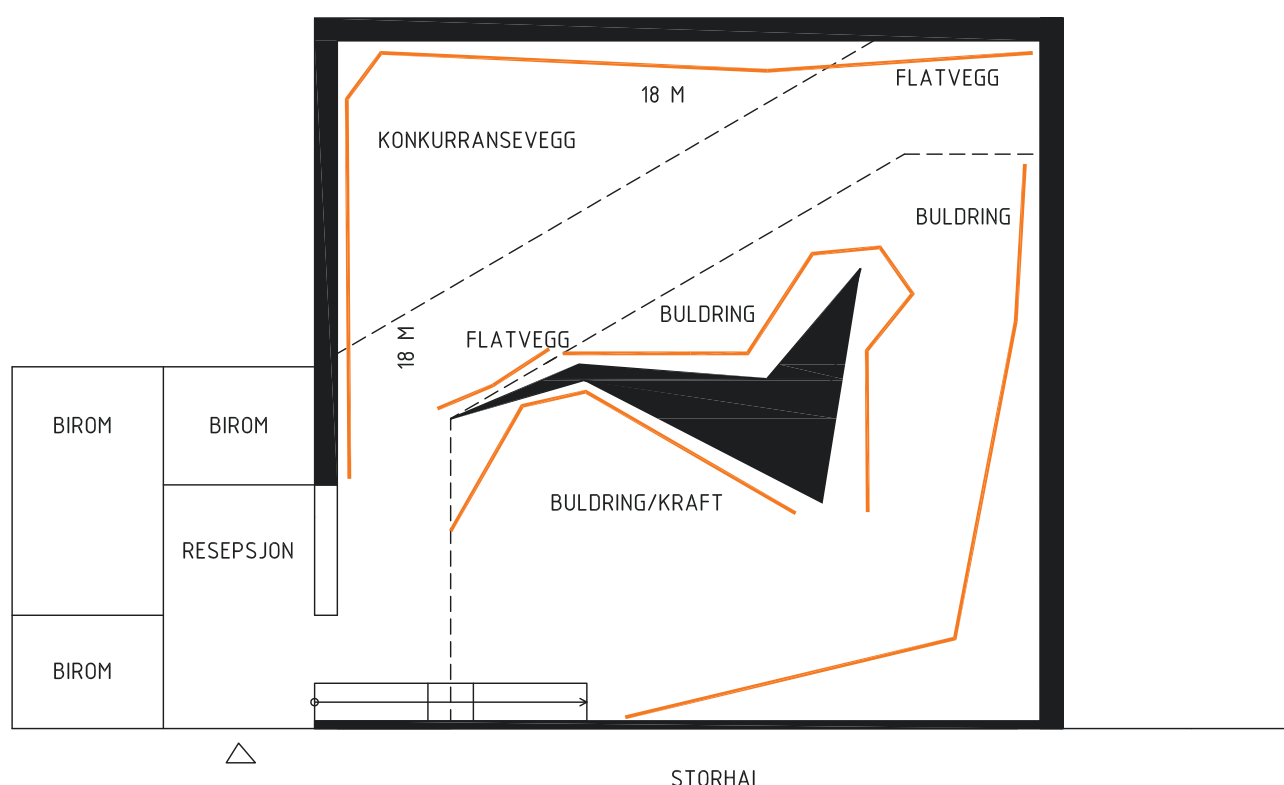 18 M
FLATVEGG
KONKURRANSEVEGG
BULDRING
BULDRING
FLATVEGG
18 M
BIROM
BIROM
BULDRING/KRAFT
RESEPSJON
BIROM
STORHAL